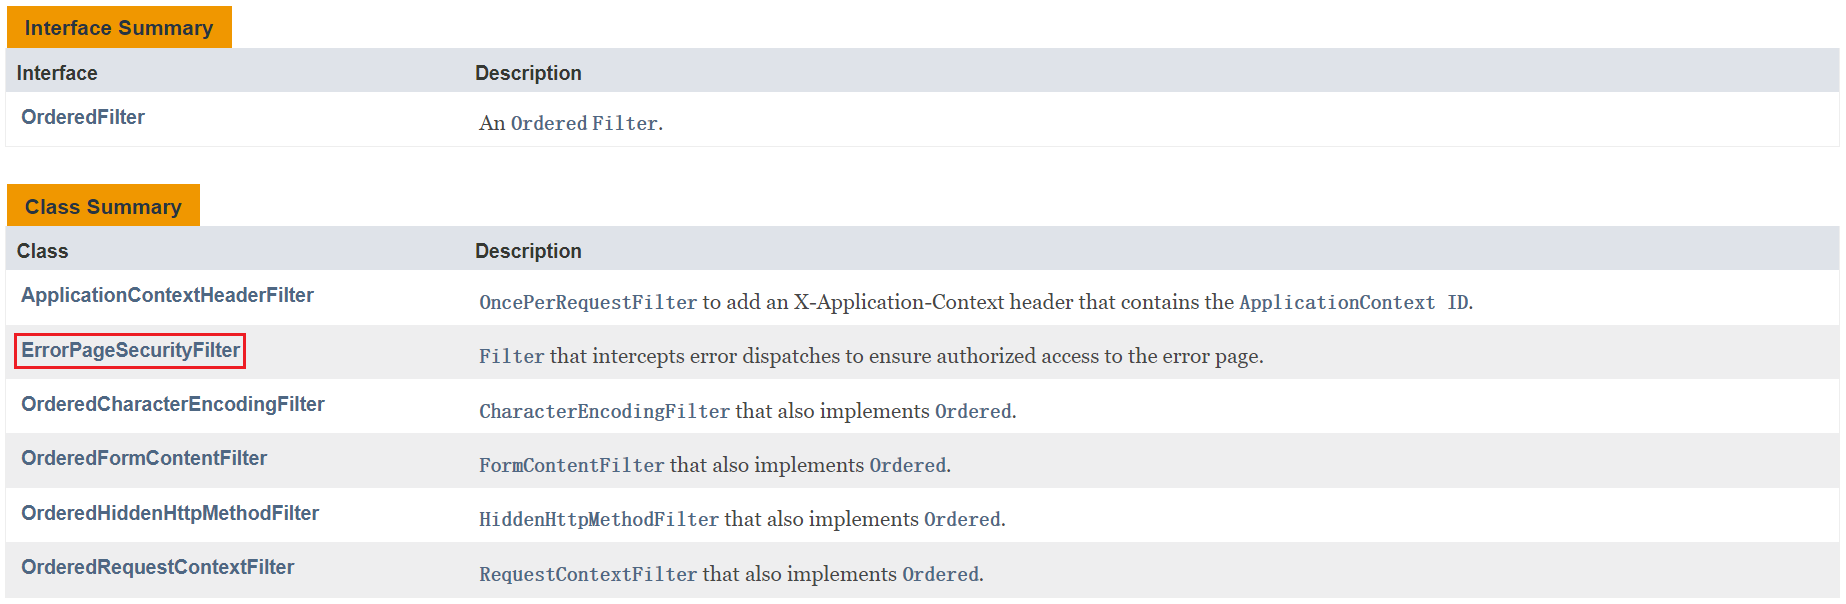 Interface Summary
Interface Description
OrderedFilter An Ordered Filter.
Class Summary
Class Description
ApplicationContextHeaderFilter OncePerRequestFilter to add an X-Application-Context header that contains the ApplicationContext ID.
ErrorPageSecurityFilter Filter that intercepts error dispatches to ensure authorized access to the error page.
OrderedCharacterEncodingFilter CharacterEncodingFilter that also implements Ordered.
OrderedFormContentFilter FormContentFilter that also implements Ordered.
OrderedHiddenHttpMethodFilter HiddenHttpMethodFilter that also implements Ordered.
OrderedRequestContextFilter RequestContextFilter that also implements Ordered.